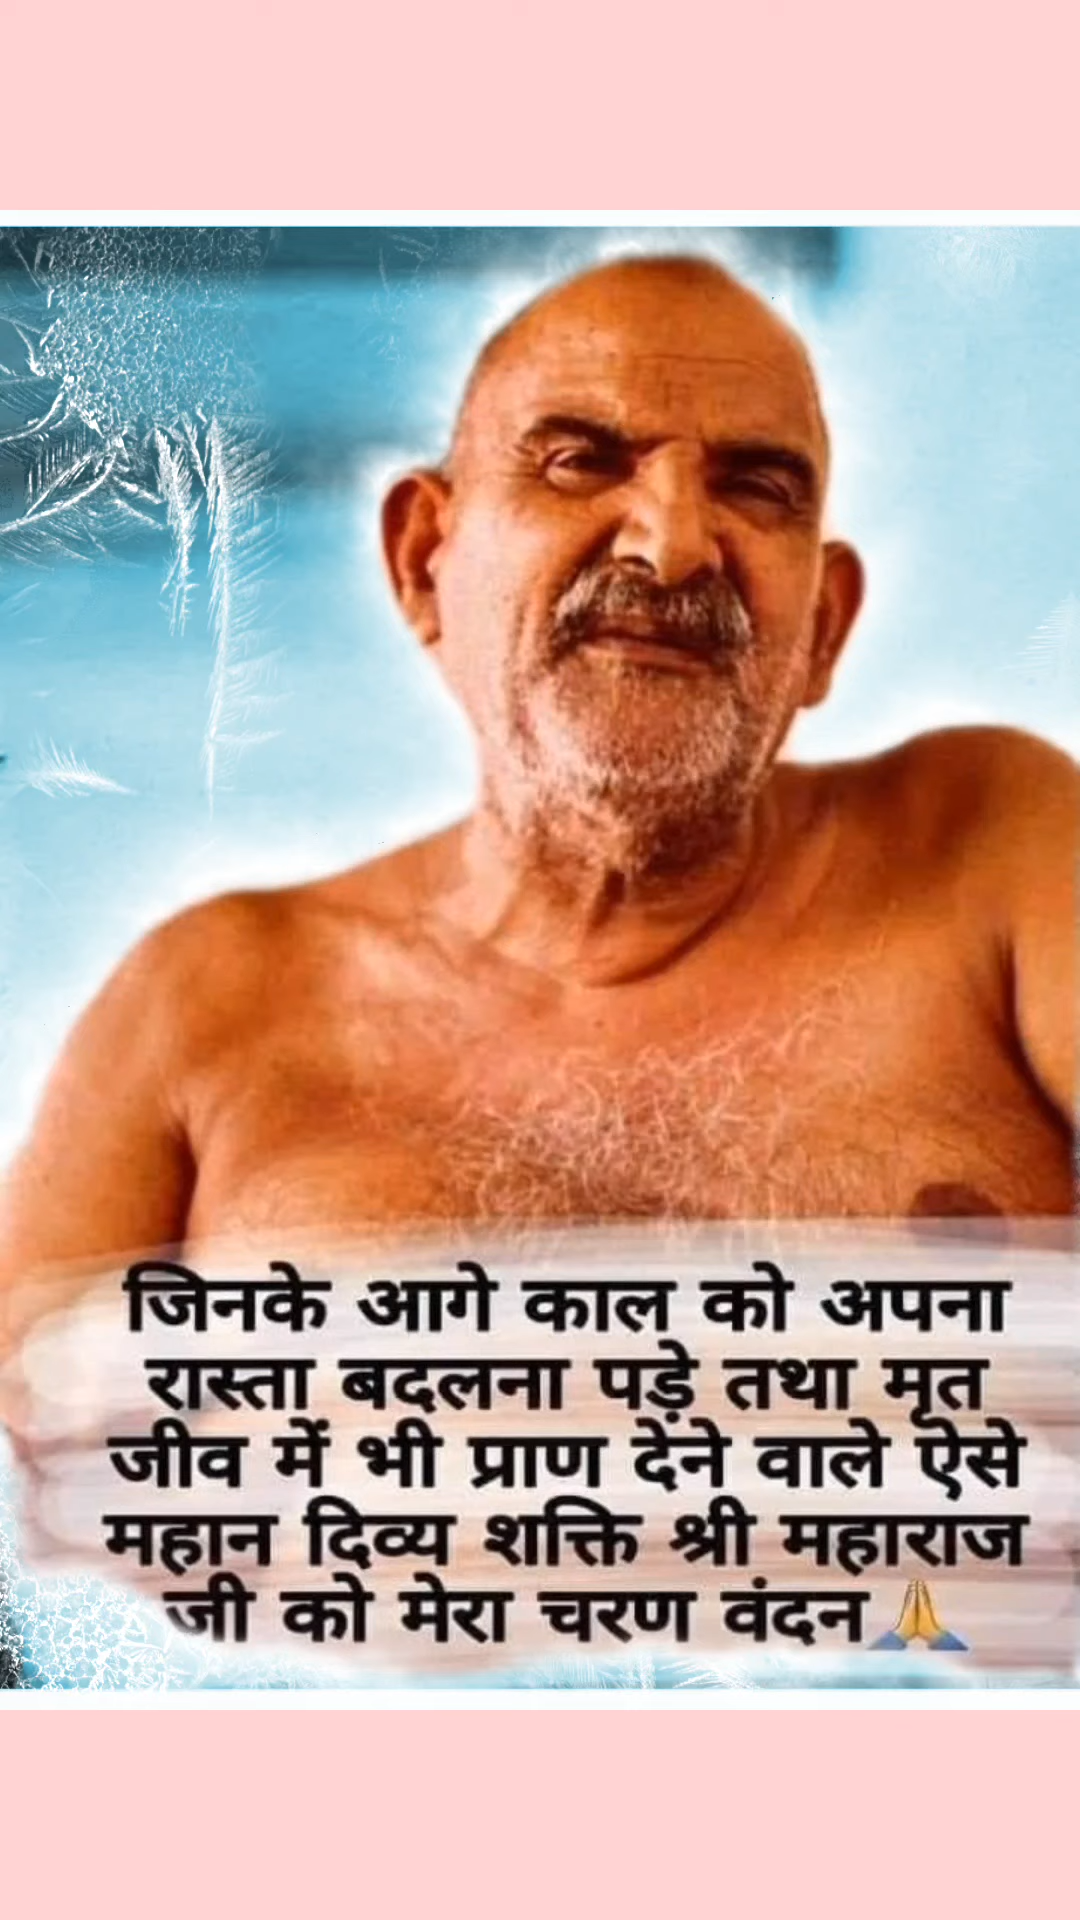 जिनके आगे काल को अपना
रास्ता बदलना पड़े तथा मृत
जीव में भी प्राण देने वाले ऐसे
महान दिव्य शक्ति श्री महाराज
जी को मेरा चरण वंदन🙏